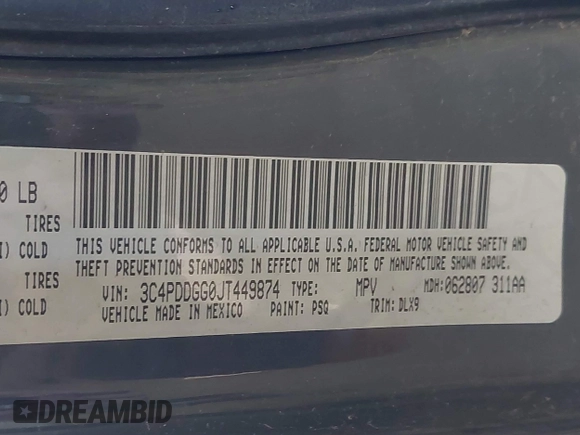 0 LB
TIRES
I) COLD
TIRES
I) COLD
THIS VEHICLE CONFORMS TO ALL APPLICABLE U.S.A. FEDERAL MOTOR VEHICLE SAFETY AND
THEFT PREVENTION STANDARDS IN EFFECT ON THE DATE OF MANUFACTURE SHOWN ABOVE.
VIN: 3C4PDDGG0JT449874 TYPE: MPV MDH:062807 311AA
VEHICLE MADE IN MEXICO PAINT: PSQ TRIM: DLX9
DREAMBID